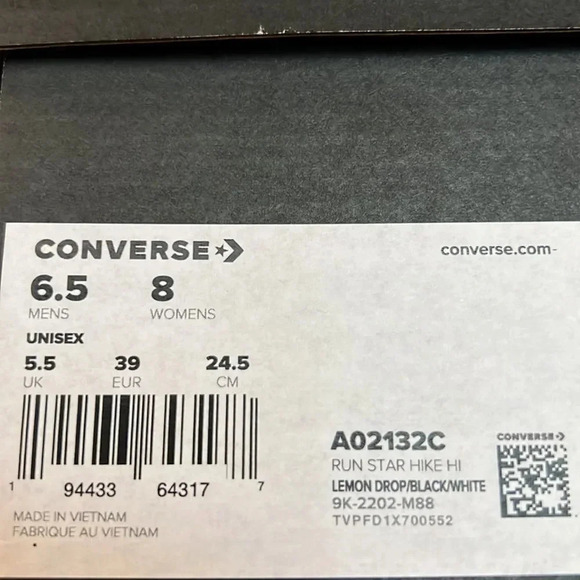 CONVERSE
converse.com
6.5 8
MENS WOMENS
UNISEX
5.5 39 24.5
UK EUR CM
1 94433 64317 7
MADE IN VIETNAM
FABRIQUE AU VIETNAM
A02132C
RUN STAR HIKE HI
LEMON DROP/BLACK/WHITE
9K-2202-M88
TVPFD1X700552
CONVERSE